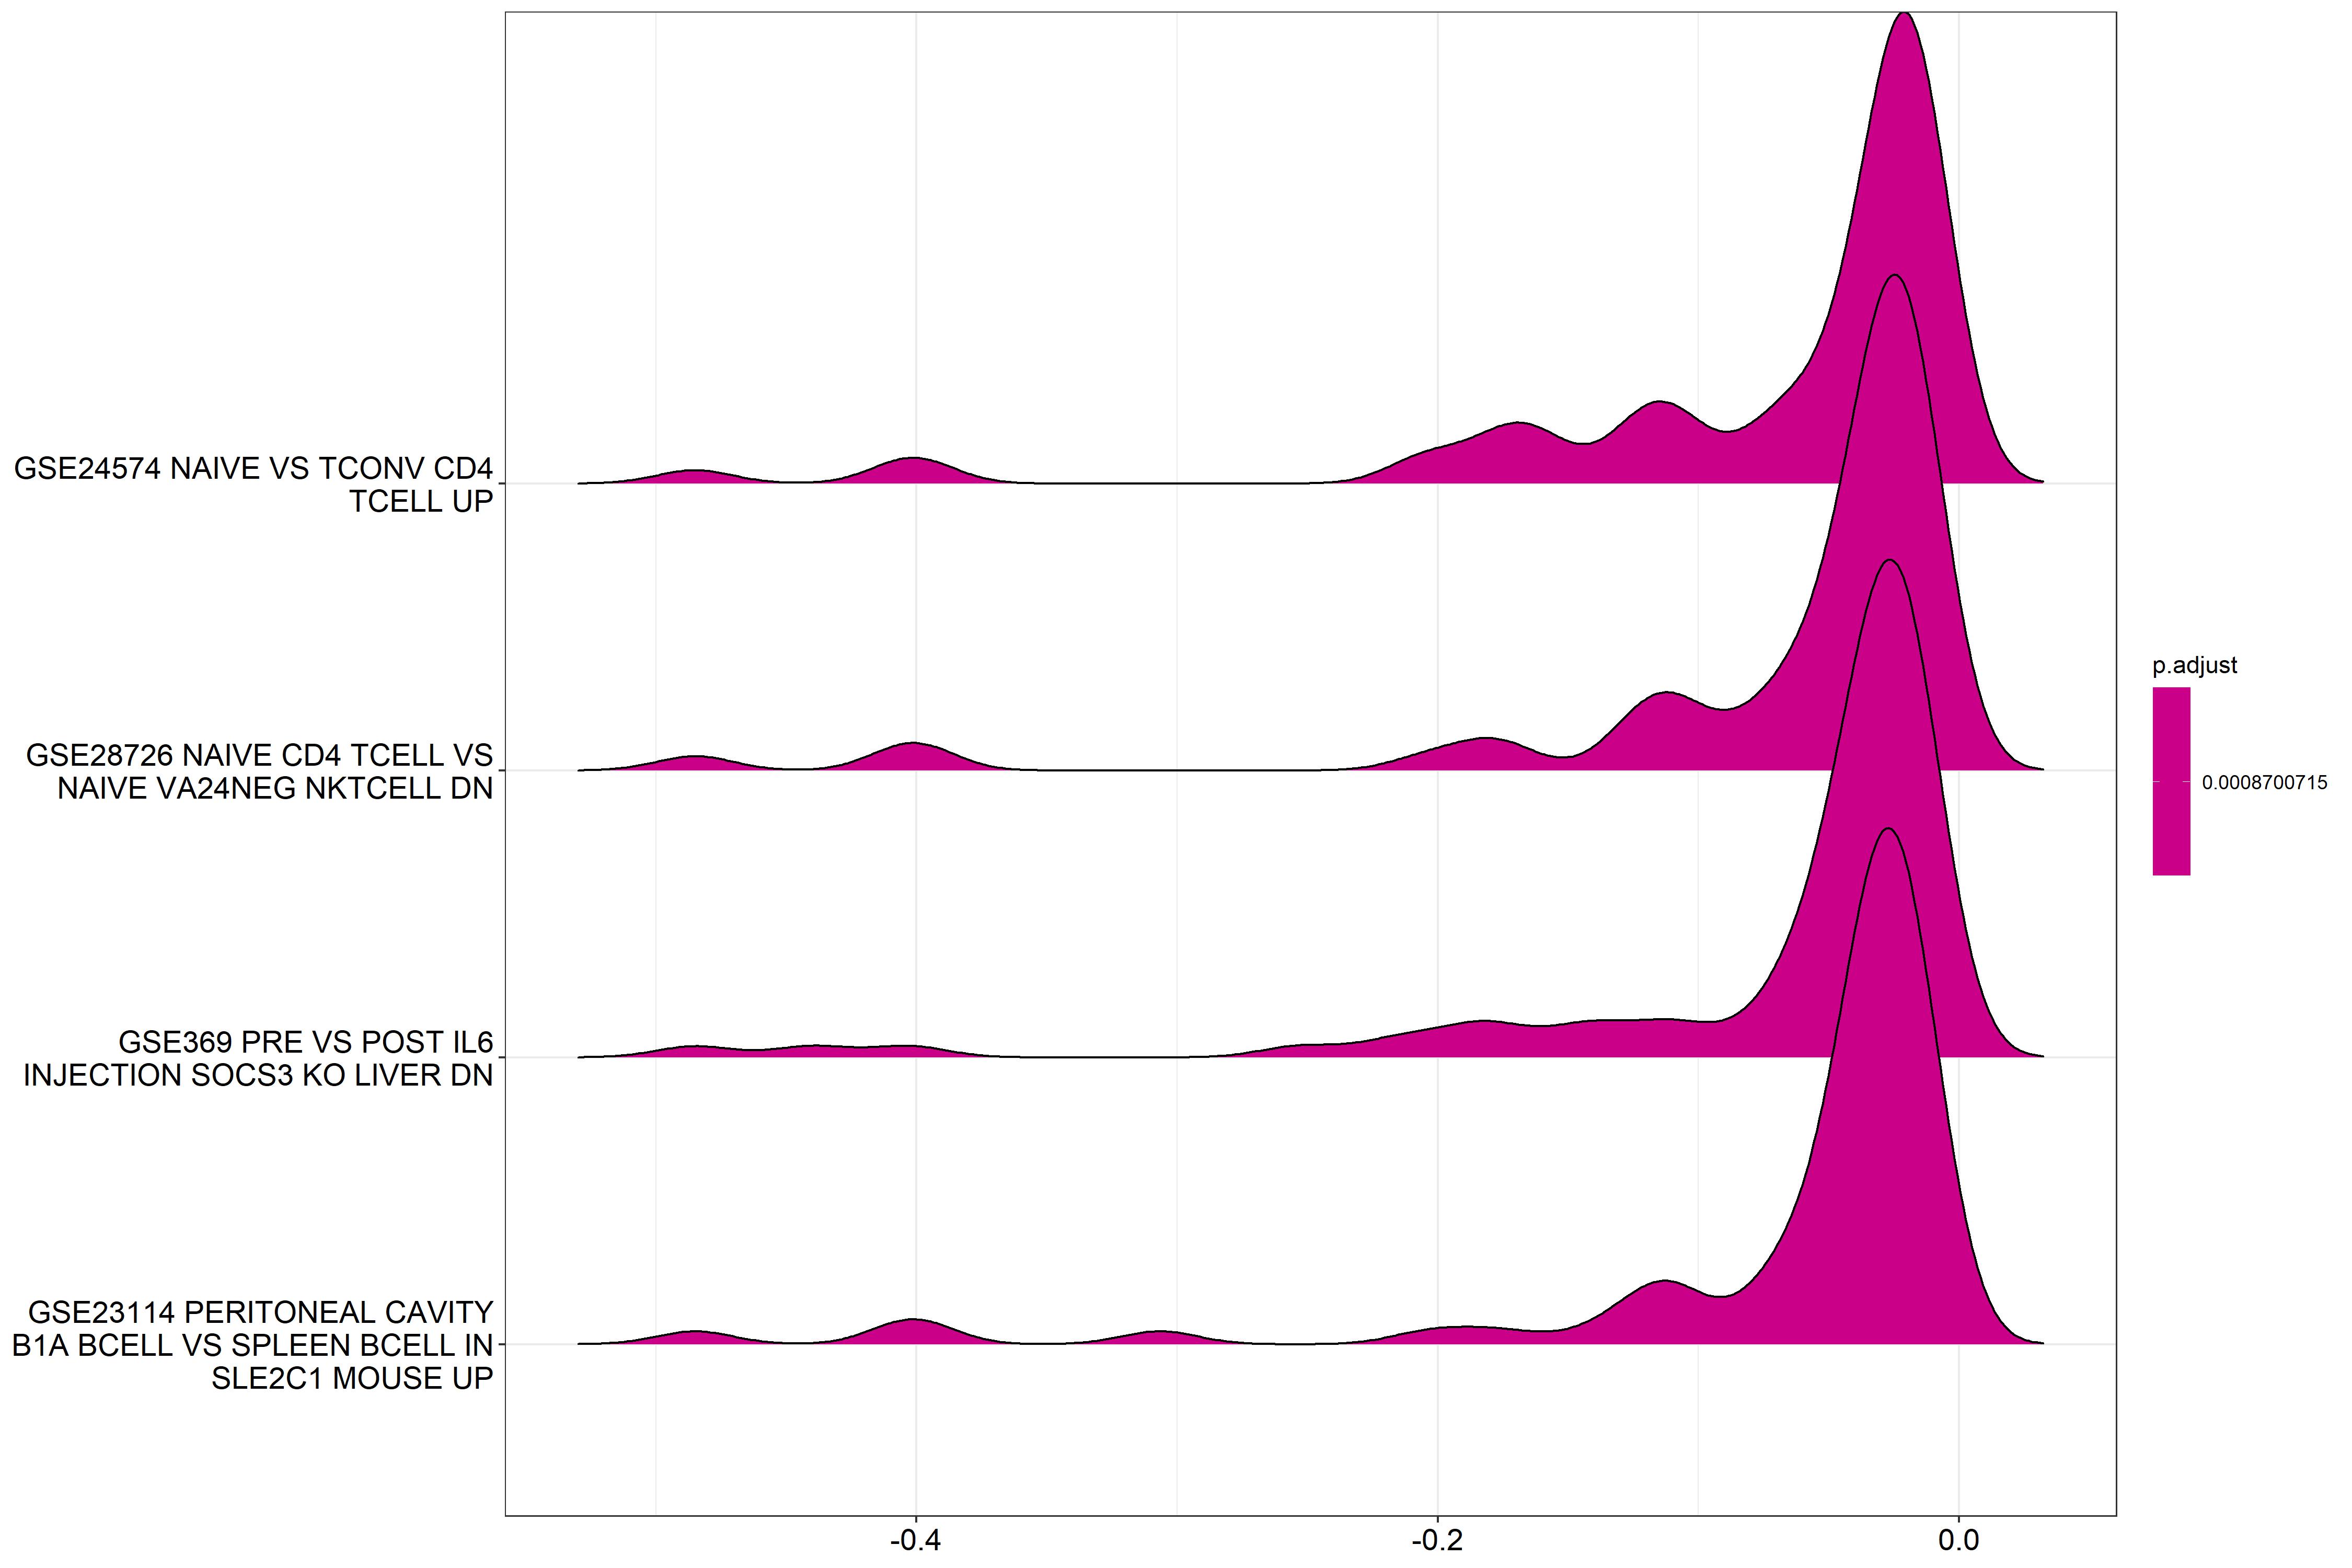 GSE24574 NAIVE VS TCONV CD4
TCELL UP
GSE28726 NAIVE CD4 TCELL VS
NAIVE VA24NEG NKTCELL DN
GSE369 PRE VS POST IL6
INJECTION SOCS3 KO LIVER DN
GSE23114 PERITONEAL CAVITY
B1A BCELL VS SPLEEN BCELL IN
SLE2C1 MOUSE UP
-0.4
-0.2
0.0
p.adjust
0.0008700715